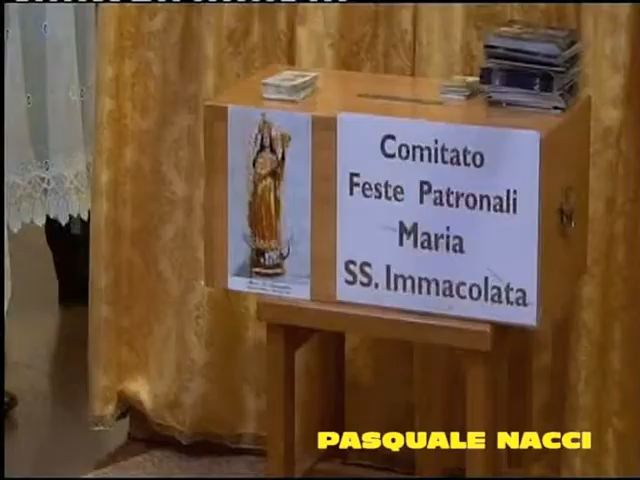 Comitato
Feste Patronali
Maria
SS. Immacolata
PASQUALE NACCI